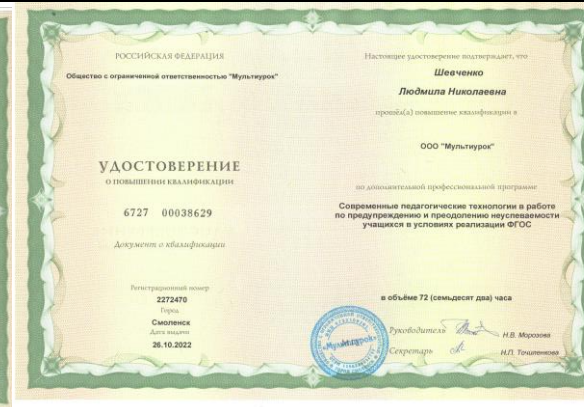 РОССИЙСКАЯ ФЕДЕРАЦИЯ
Общество с ограниченной ответственностью "Мультиурок"
УДОСТОВЕРЕНИЕ
О ПОВЫШЕНИИ КВАЛИФИКАЦИИ
6727 00038629
Документ о квалификации
Регистрационный номер
2272470
Город
Смоленск
Дата выдачи
26.10.2022
Настоящее удостоверение подтверждает, что
Шевченко
Людмила Николаевна
прошёл(а) повышение квалификации в
ООО "Мультиурок"
по дополнительной профессиональной программе
Современные педагогические технологии в работе
по предупреждению и преодолению неуспеваемости
учащихся в условиях реализации ФГОС
в объёме 72 (семьдесят два) часа
Руководитель Н.В. Морозова
Секретарь Н.П. Точиленкова
«Мультиурок»